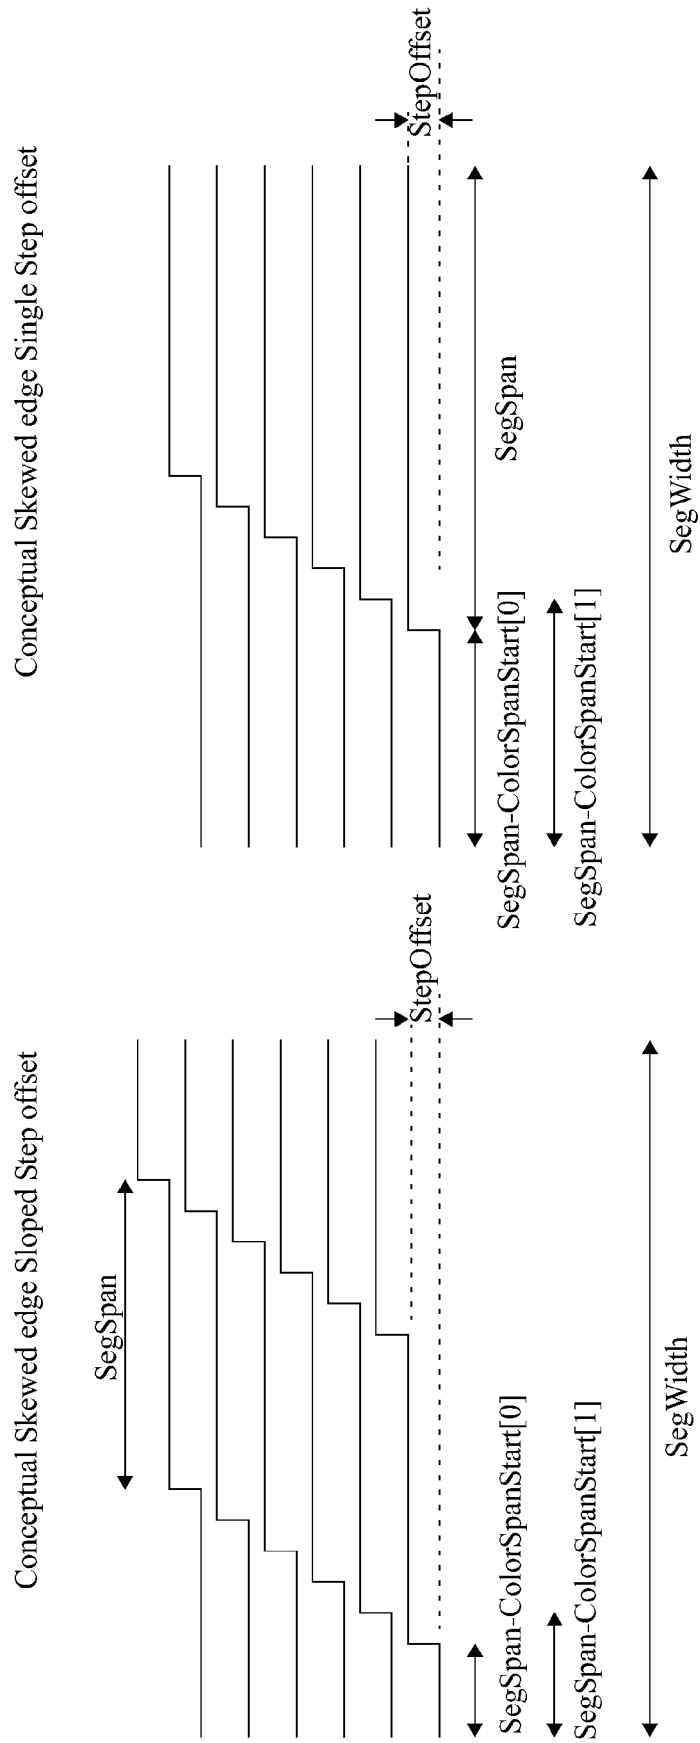 Conceptual Skewed edge Sloped Step offset
SegSpan
StepOffset
SegSpan-ColorSpanStart[0]
SegSpan-ColorSpanStart[1]
SegWidth
Conceptual Skewed edge Single Step offset
StepOffset
SegSpan
SegSpan-ColorSpanStart[0]
SegSpan-ColorSpanStart[1]
SegWidth